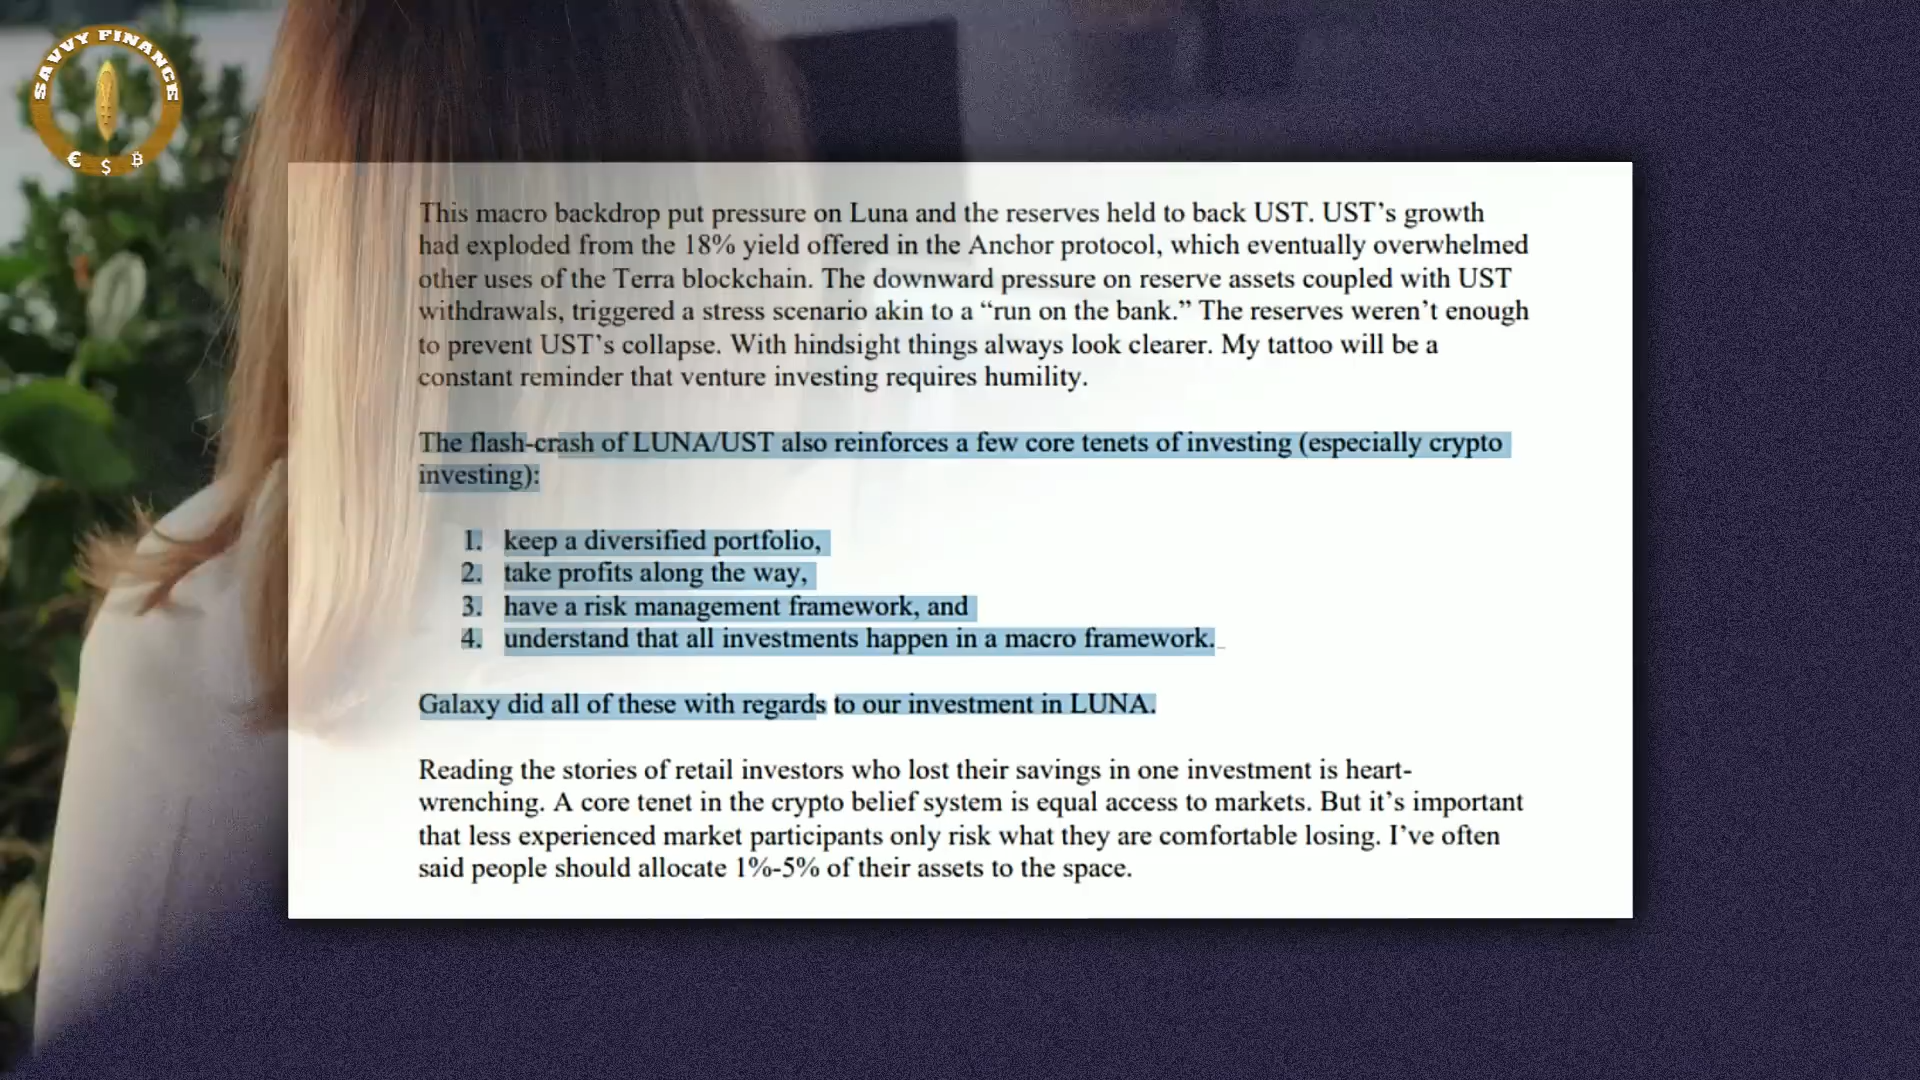 SAVVY FINANCE
€ $ ₿
This macro backdrop put pressure on Luna and the reserves held to back UST. UST’s growth
had exploded from the 18% yield offered in the Anchor protocol, which eventually overwhelmed
other uses of the Terra blockchain. The downward pressure on reserve assets coupled with UST
withdrawals, triggered a stress scenario akin to a “run on the bank.” The reserves weren’t enough
to prevent UST’s collapse. With hindsight things always look clearer. My tattoo will be a
constant reminder that venture investing requires humility.
The flash-crash of LUNA/UST also reinforces a few core tenets of investing (especially crypto
investing):
1. keep a diversified portfolio,
2. take profits along the way,
3. have a risk management framework, and
4. understand that all investments happen in a macro framework.
Galaxy did all of these with regards to our investment in LUNA.
Reading the stories of retail investors who lost their savings in one investment is heart-
wrenching. A core tenet in the crypto belief system is equal access to markets. But it’s important
that less experienced market participants only risk what they are comfortable losing. I’ve often
said people should allocate 1%-5% of their assets to the space.